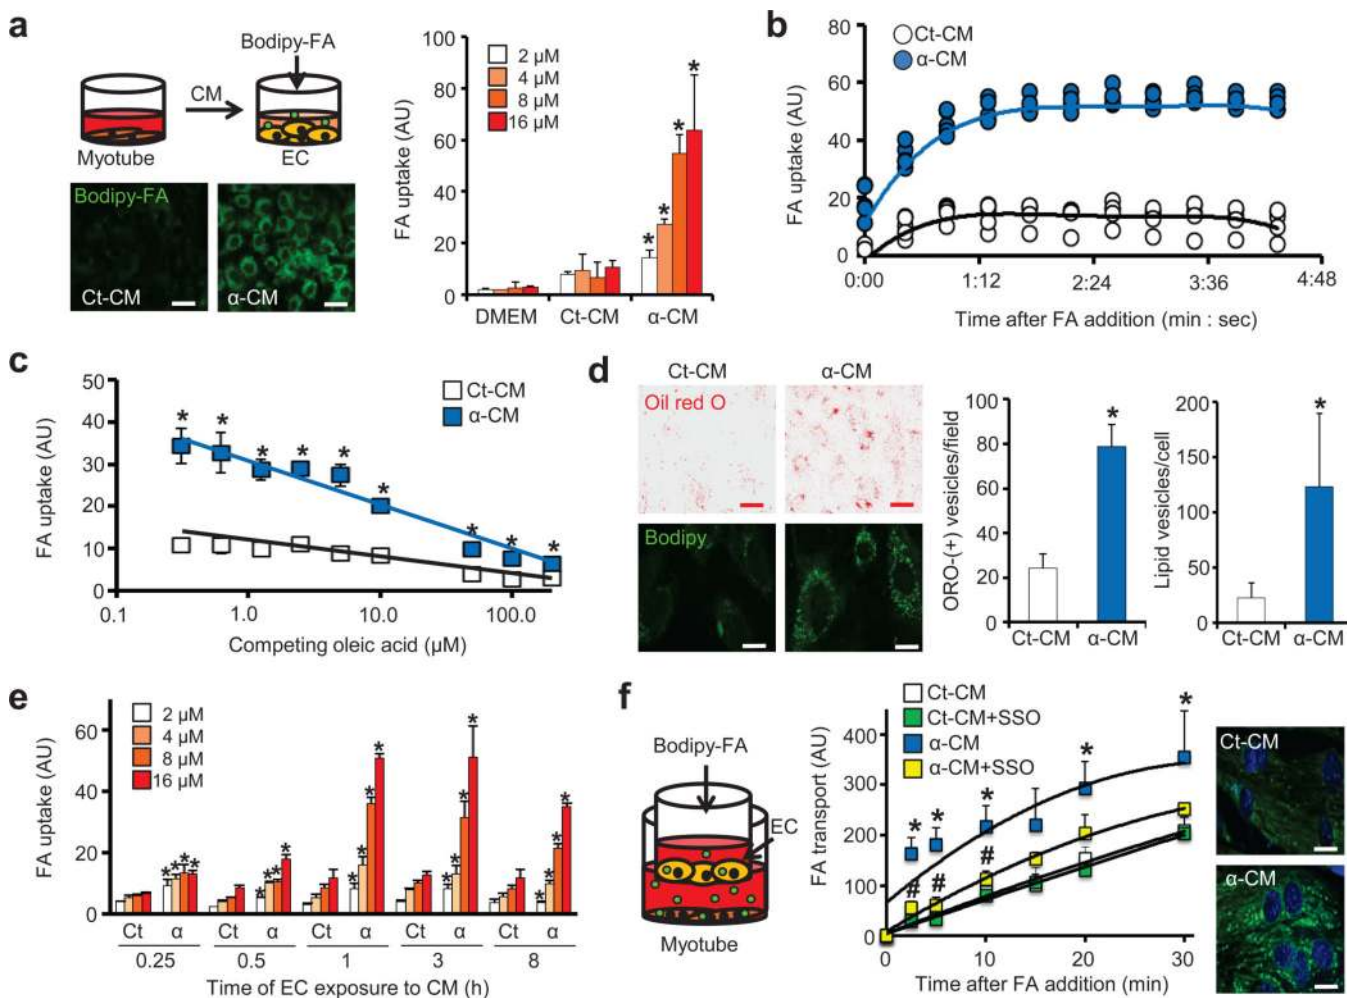 a
Bodipy-FA
CM
Myotube
EC
Bodipy-FA
Ct-CM
α-CM
FA uptake (AU)
100
80
60
40
20
0
2 µM
4 µM
8 µM
16 µM
*
*
*
*
DMEM
Ct-CM
α-CM
b
FA uptake (AU)
80
60
40
20
0
Ct-CM
α-CM
0:00
1:12
2:24
3:36
4:48
Time after FA addition (min : sec)
c
FA uptake (AU)
50
40
30
20
10
0
Ct-CM
α-CM
* * * * * * * * *
0.1
1.0
10.0
100.0
Competing oleic acid (µM)
d
Ct-CM
α-CM
Oil red O
Bodipy
ORO-(+) vesicles/field
100
80
60
40
20
0
*
Ct-CM
α-CM
Lipid vesicles/cell
200
150
100
50
0
*
Ct-CM
α-CM
e
FA uptake (AU)
60
40
20
0
2 µM
4 µM
8 µM
16 µM
* * * *
* * * *
* * * *
* * * *
* * * *
Ct α Ct α Ct α Ct α Ct α
0.25 0.5 1 3 8
Time of EC exposure to CM (h)
f
Bodipy-FA
EC
Myotube
FA transport (AU)
400
300
200
100
0
Ct-CM
Ct-CM+SSO
α-CM
α-CM+SSO
* * * * *
# # #
0
10
20
30
Time after FA addition (min)
Ct-CM
α-CM